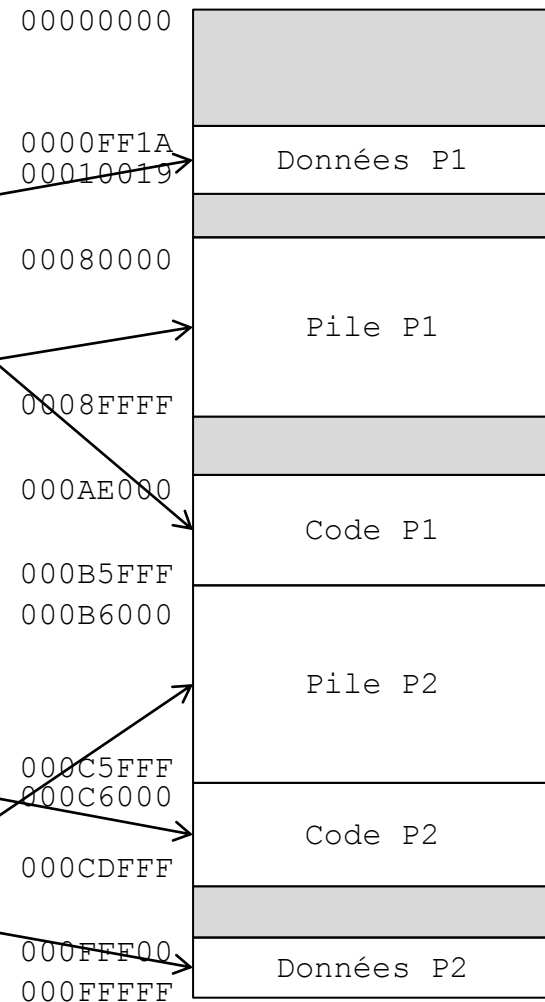 00000000
0000FF1A
Données P1
00010019
00080000
Pile P1
0008FFFF
000AE000
Code P1
000B5FFF
000B6000
Pile P2
000C5FFF
000C6000
Code P2
000CDFFF
000FFF00
Données P2
000FFFFF